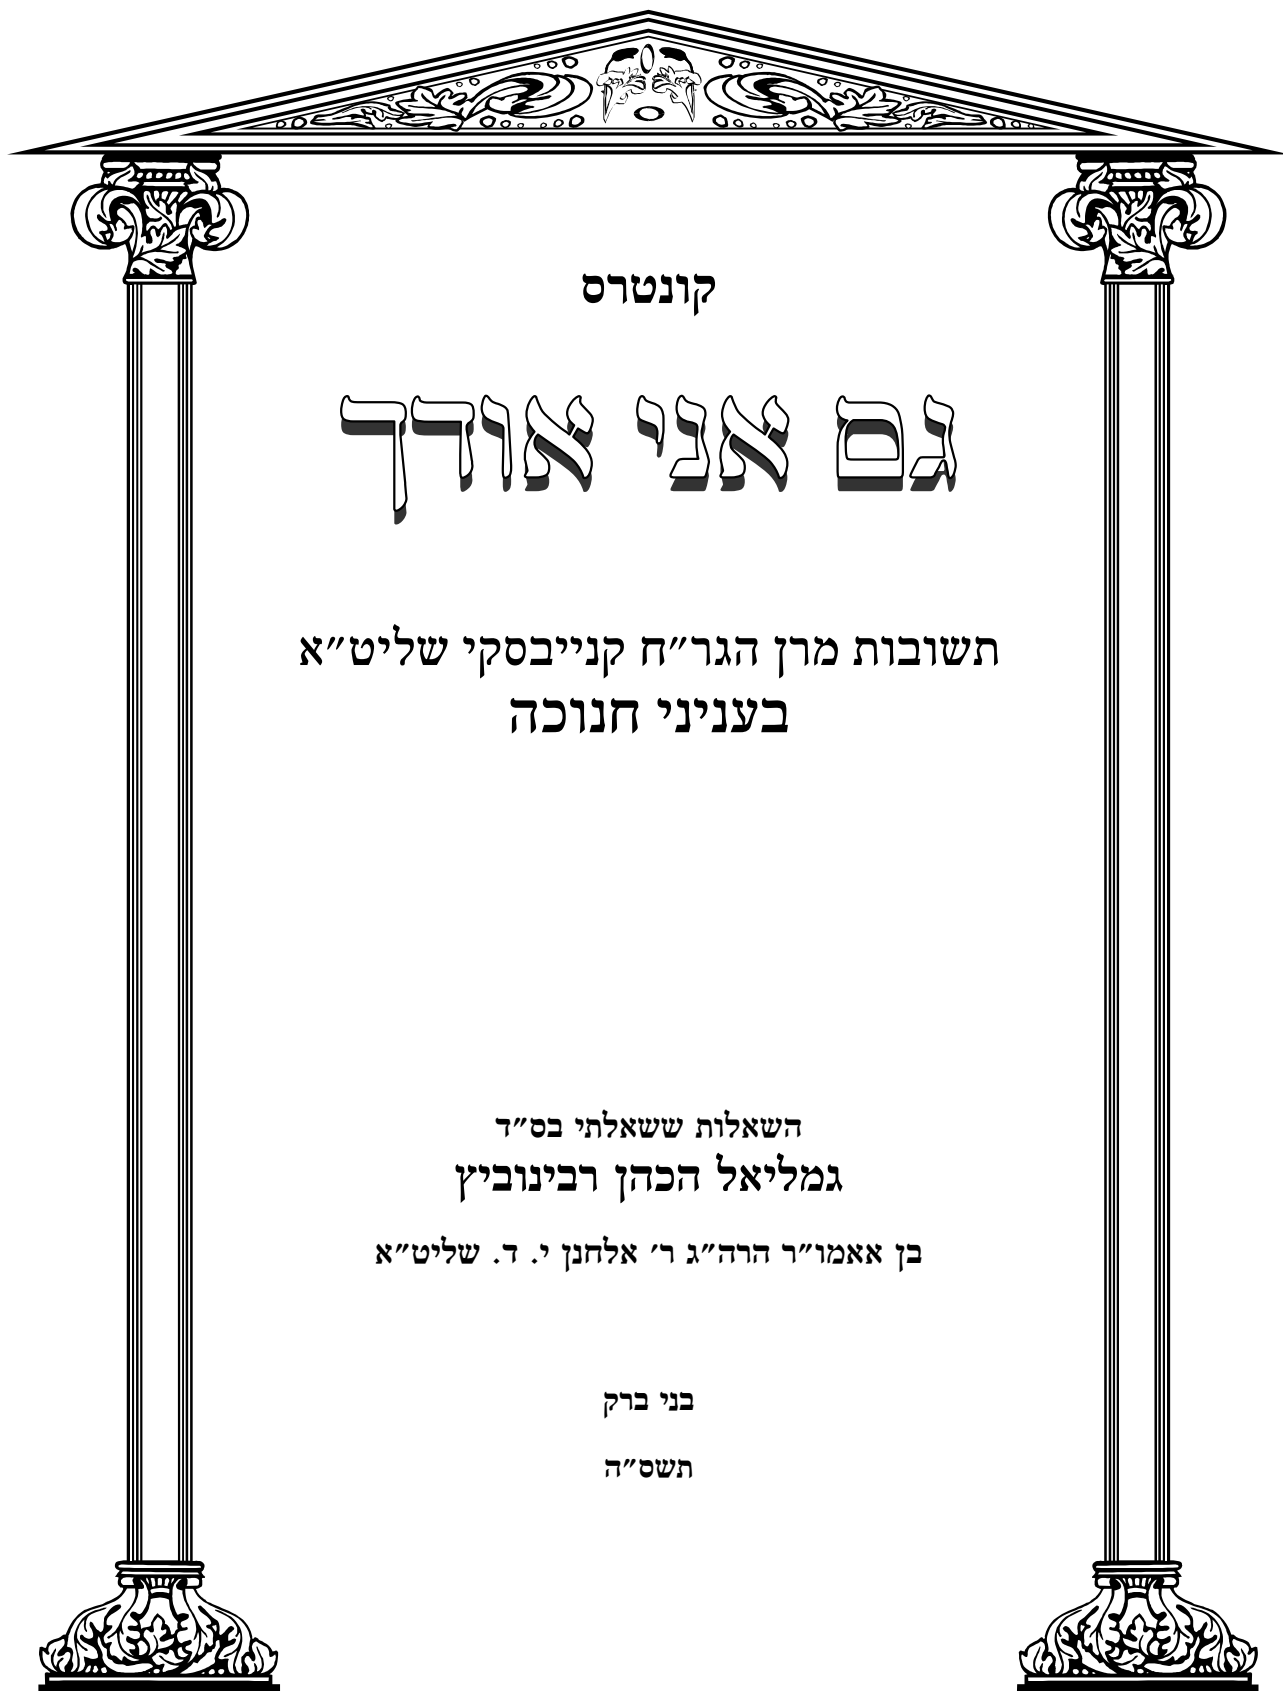 קונטרס
גם אני אודך
תשובות מרן הגר״ח קנייבסקי שליט״א
בעניני חנוכה
השאלות ששאלתי בס״ד
גמליאל הכהן רבינוביץ
בן אאמו״ר הרה״ג ר׳ אלחנן י. ד. שליט״א
בני ברק
תשס״ה